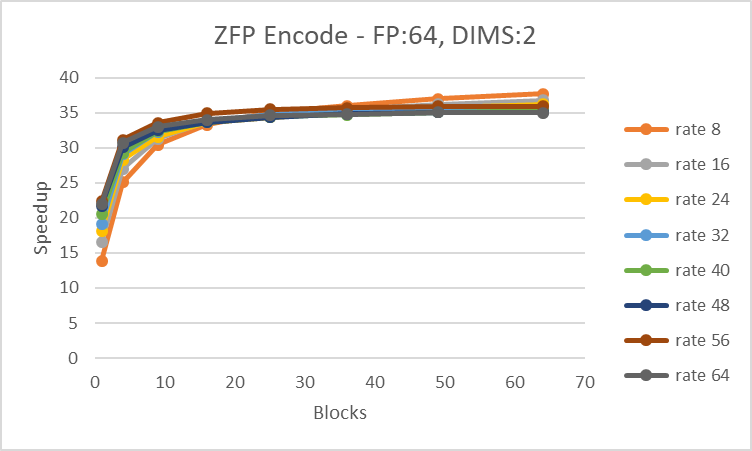 ZFP Encode - FP:64, DIMS:2
40
35
30
25
20
15
10
5
0
Speedup
0 10 20 30 40 50 60 70
Blocks
rate 8
rate 16
rate 24
rate 32
rate 40
rate 48
rate 56
rate 64